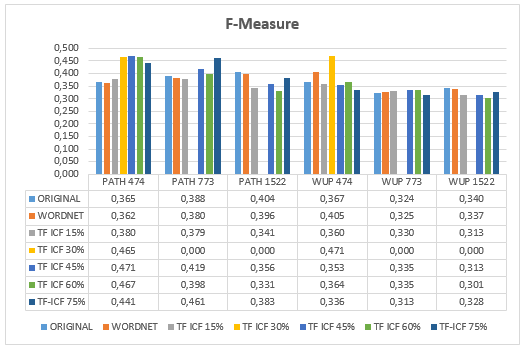 F-Measure
0,500
0,450
0,400
0,350
0,300
0,250
0,200
0,150
0,100
0,050
0,000
PATH 474 PATH 773 PATH 1522 WUP 474 WUP 773 WUP 1522
ORIGINAL 0,365 0,388 0,404 0,367 0,324 0,340
WORDNET 0,362 0,380 0,396 0,405 0,325 0,337
TF ICF 15% 0,380 0,379 0,341 0,360 0,330 0,313
TF ICF 30% 0,465 0,000 0,000 0,471 0,000 0,000
TF ICF 45% 0,471 0,419 0,356 0,353 0,335 0,313
TF ICF 60% 0,467 0,398 0,331 0,364 0,335 0,301
TF-ICF 75% 0,441 0,461 0,383 0,336 0,313 0,328
ORIGINAL WORDNET TF ICF 15% TF ICF 30% TF ICF 45% TF ICF 60% TF-ICF 75%